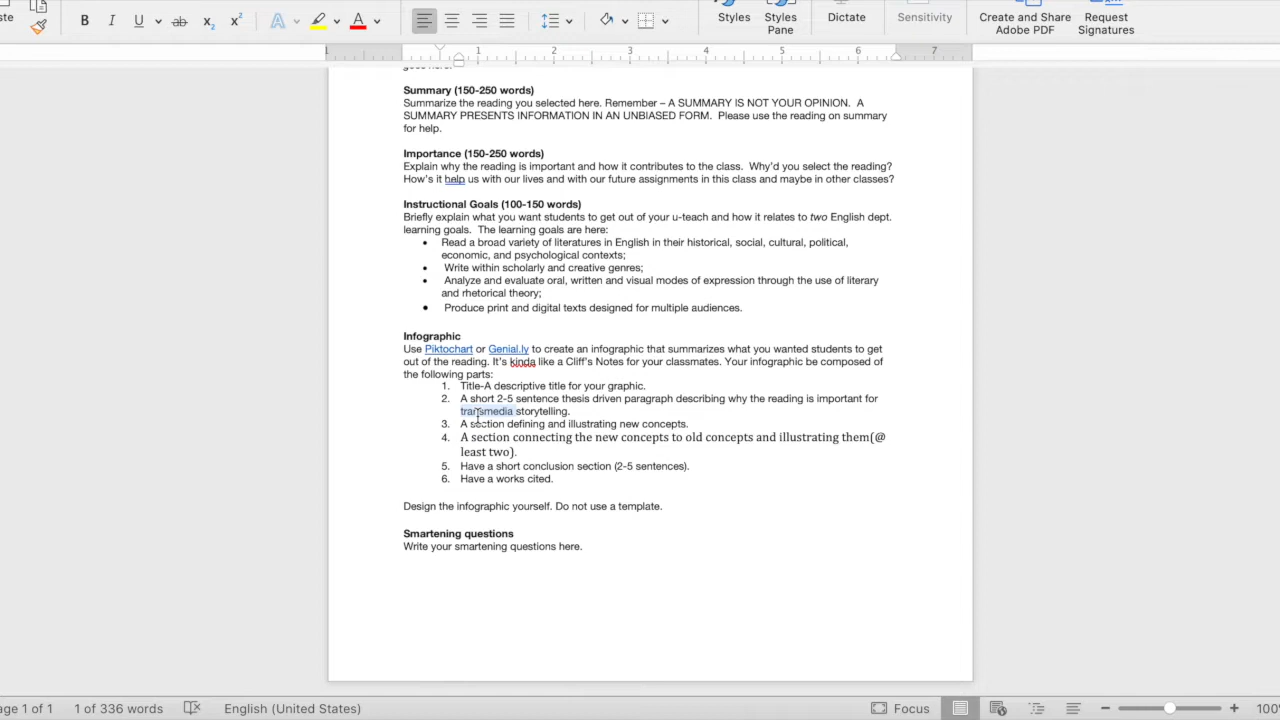 B I U ab x₂ x² A A
Styles
Styles
Pane
Dictate
Sensitivity
Create and Share
Adobe PDF
Request
Signatures
1 1 2 3 4 5 6 7
Summary (150-250 words)
Summarize the reading you selected here. Remember – A SUMMARY IS NOT YOUR OPINION. A
SUMMARY PRESENTS INFORMATION IN AN UNBIASED FORM. Please use the reading on summary
for help.
Importance (150-250 words)
Explain why the reading is important and how it contributes to the class. Why'd you select the reading?
How's it help us with our lives and with our future assignments in this class and maybe in other classes?
Instructional Goals (100-150 words)
Briefly explain what you want students to get out of your u-teach and how it relates to two English dept.
learning goals. The learning goals are here:
• Read a broad variety of literatures in English in their historical, social, cultural, political,
economic, and psychological contexts;
• Write within scholarly and creative genres;
• Analyze and evaluate oral, written and visual modes of expression through the use of literary
and rhetorical theory;
• Produce print and digital texts designed for multiple audiences.
Infographic
Use Piktochart or Genial.ly to create an infographic that summarizes what you wanted students to get
out of the reading. It's kinda like a Cliff's Notes for your classmates. Your infographic be composed of
the following parts:
1. Title-A descriptive title for your graphic.
2. A short 2-5 sentence thesis driven paragraph describing why the reading is important for
transmedia storytelling.
3. A section defining and illustrating new concepts.
4. A section connecting the new concepts to old concepts and illustrating them(@
least two).
5. Have a short conclusion section (2-5 sentences).
6. Have a works cited.
Design the infographic yourself. Do not use a template.
Smartening questions
Write your smartening questions here.
age 1 of 1 1 of 336 words English (United States) Focus 100